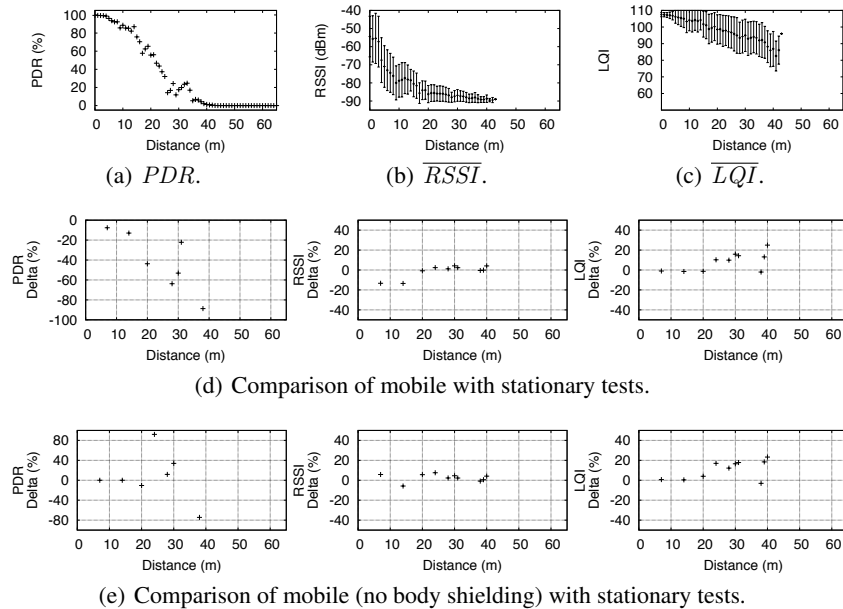 PDR (%)
100
80
60
40
20
0
0 10 20 30 40 50 60
Distance (m)
(a) PDR.
RSSI (dBm)
-40
-50
-60
-70
-80
-90
0 10 20 30 40 50 60
Distance (m)
(b) RSSI.
LQI
110
100
90
80
70
60
0 10 20 30 40 50 60
Distance (m)
(c) LQI.
PDR
Delta (%)
0
-20
-40
-60
-80
-100
0 10 20 30 40 50 60
Distance (m)
RSSI
Delta (%)
40
20
0
-20
-40
0 10 20 30 40 50 60
Distance (m)
LQI
Delta (%)
40
20
0
-20
-40
0 10 20 30 40 50 60
Distance (m)
(d) Comparison of mobile with stationary tests.
PDR
Delta (%)
80
40
0
-40
-80
0 10 20 30 40 50 60
Distance (m)
RSSI
Delta (%)
40
20
0
-20
-40
0 10 20 30 40 50 60
Distance (m)
LQI
Delta (%)
40
20
0
-20
-40
0 10 20 30 40 50 60
Distance (m)
(e) Comparison of mobile (no body shielding) with stationary tests.